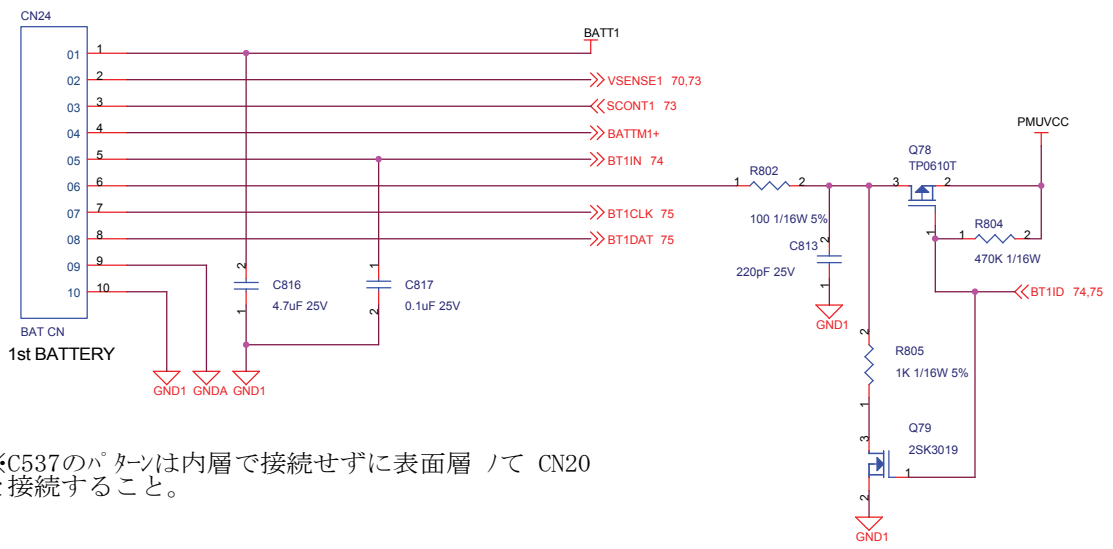 CN24
BATT1
01 1
02 2 VSENSE1 70,73
03 3 SCONT1 73
04 4 BATTM1+
05 5 BT1IN 74
06 6
07 7 BT1CLK 75
08 8 BT1DAT 75
09 9
10 10
BAT CN
1st BATTERY
2 C816 1
4.7uF 25V
1 C817 2
0.1uF 25V
GND1 GNDA GND1
1 R802 2
100 1/16W 5%
2 C813 1
220pF 25V
GND1
PMUVCC
Q78
TP0610T
3 2
1
1 R804 2
470K 1/16W
BT1ID 74,75
2 R805 1
1K 1/16W 5%
Q79
2SK3019
3 1 2
GND1
※C537のパターンは内層で接続せずに表面層 CN20
接続すること。